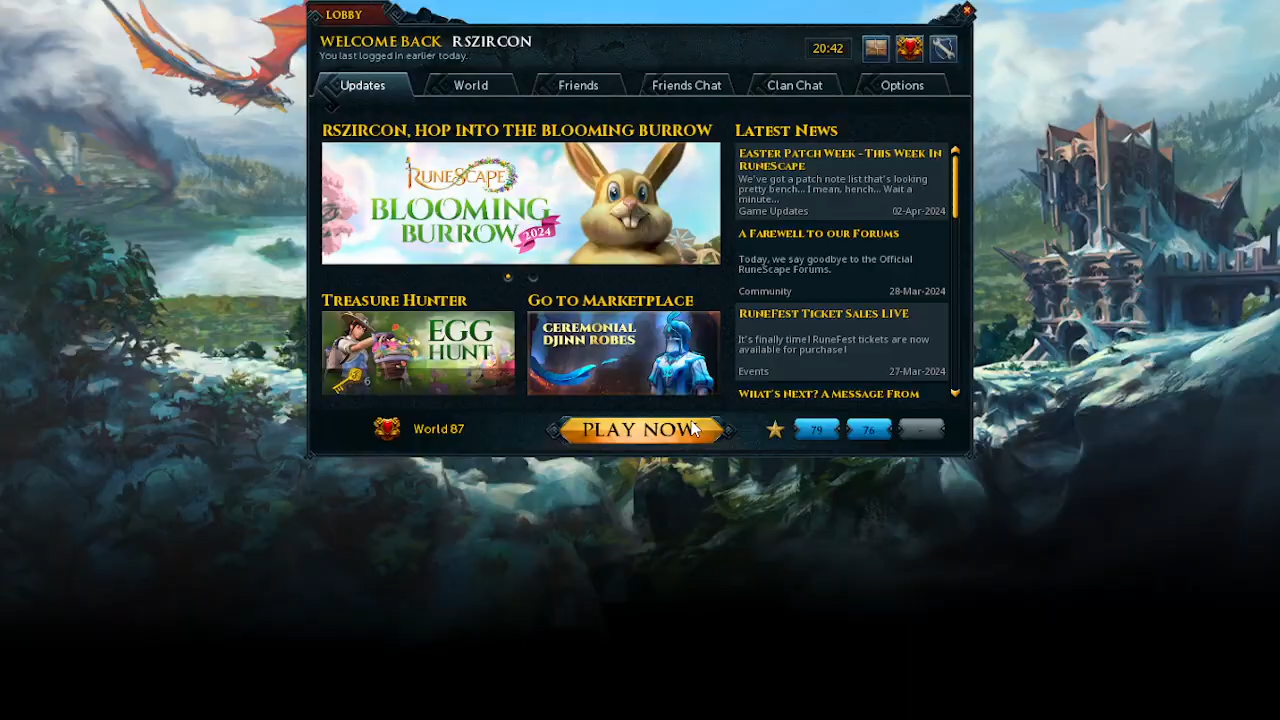 LOBBY
WELCOME BACK RSZIRCON
You last logged in earlier today.
20:42
Updates
World
Friends
Friends Chat
Clan Chat
Options
RSZIRCON, HOP INTO THE BLOOMING BURROW
RUNESCAPE
BLOOMING
BURROW 2024
TREASURE HUNTER
EGG
HUNT
6
GO TO MARKETPLACE
CEREMONIAL
DJINN ROBES
LATEST NEWS
EASTER PATCH WEEK - THIS WEEK IN
RUNESCAPE
We've got a patch note list that's looking
pretty bench... I mean, hench... Wait a
minute...
Game Updates 02-Apr-2024
A FAREWELL TO OUR FORUMS
Today, we say goodbye to the Official
RuneScape Forums.
Community 28-Mar-2024
RUNEFEST TICKET SALES LIVE
It's finally time! RuneFest tickets are now
available for purchase!
Events 27-Mar-2024
WHAT'S NEXT? A MESSAGE FROM
World 87
PLAY NOW
79
76
-